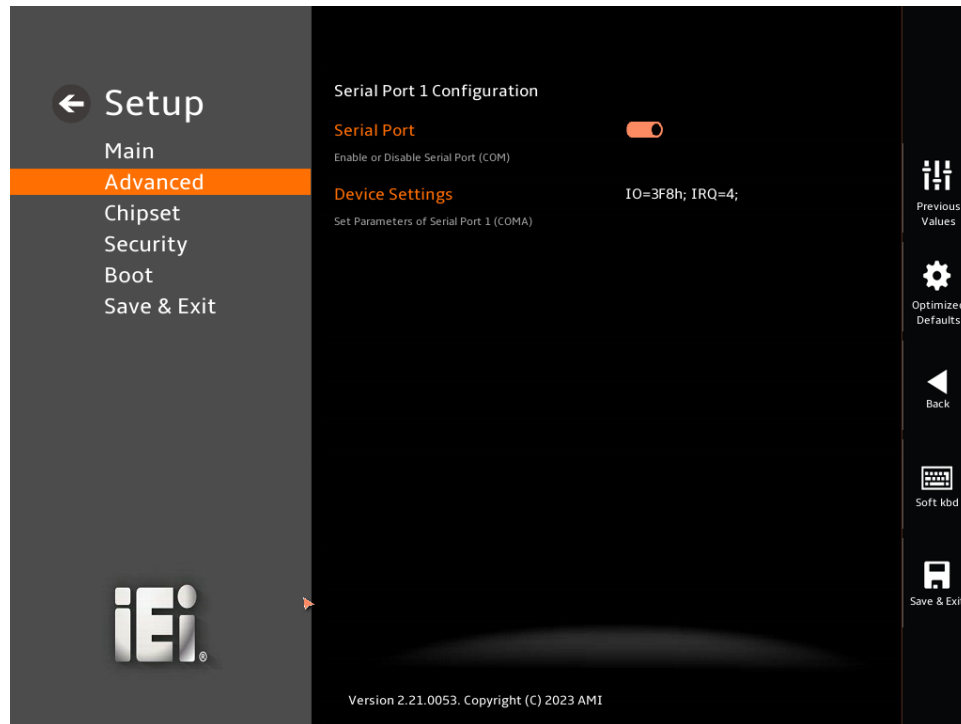 Setup
Main
Advanced
Chipset
Security
Boot
Save & Exit
iEi®
Serial Port 1 Configuration
Serial Port
Enable or Disable Serial Port (COM)
Device Settings
IO=3F8h; IRQ=4;
Set Parameters of Serial Port 1 (COMA)
Version 2.21.0053. Copyright (C) 2023 AMI
Previous
Values
Optimized
Defaults
Back
Soft kbd
Save & Exi